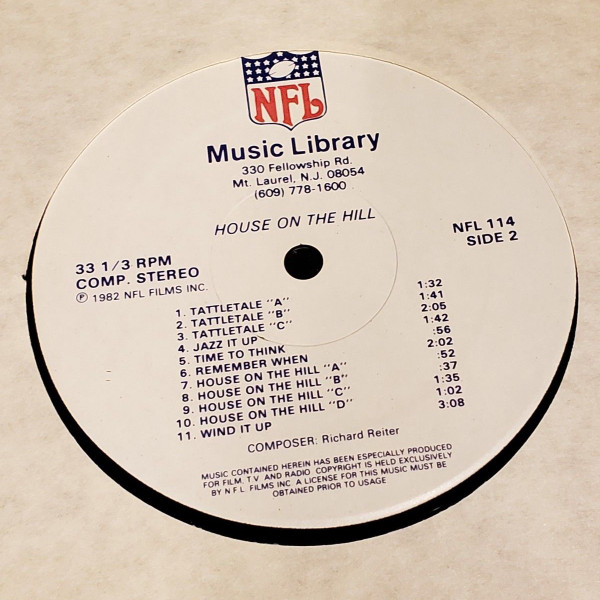 NFL
Music Library
330 Fellowship Rd.
Mt. Laurel, N.J. 08054
(609) 778-1600
HOUSE ON THE HILL
33 1/3 RPM
COMP. STEREO
Ⓟ 1982 NFL FILMS INC.
NFL 114
SIDE 2
1. TATTLETALE "A" 1:32
2. TATTLETALE "B" 1:41
3. TATTLETALE "C" 2:05
4. JAZZ IT UP 1:42
5. TIME TO THINK :56
6. REMEMBER WHEN 2:02
7. HOUSE ON THE HILL "A" :52
8. HOUSE ON THE HILL "B" :37
9. HOUSE ON THE HILL "C" 1:35
10. HOUSE ON THE HILL "D" 1:02
11. WIND IT UP 3:08
COMPOSER: Richard Reiter
MUSIC CONTAINED HEREIN HAS BEEN ESPECIALLY PRODUCED
FOR FILM, T.V. AND RADIO. COPYRIGHT IS HELD EXCLUSIVELY
BY N.F.L. FILMS INC. A LICENSE FOR THIS MUSIC MUST BE
OBTAINED PRIOR TO USAGE